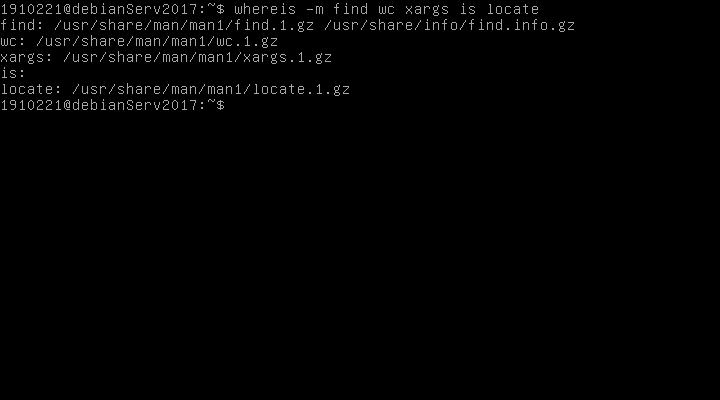 1910221@debianServ2017:~$ whereis -m find wc xargs is locate
find: /usr/share/man/man1/find.1.gz /usr/share/info/find.info.gz
wc: /usr/share/man/man1/wc.1.gz
xargs: /usr/share/man/man1/xargs.1.gz
is:
locate: /usr/share/man/man1/locate.1.gz
1910221@debianServ2017:~$